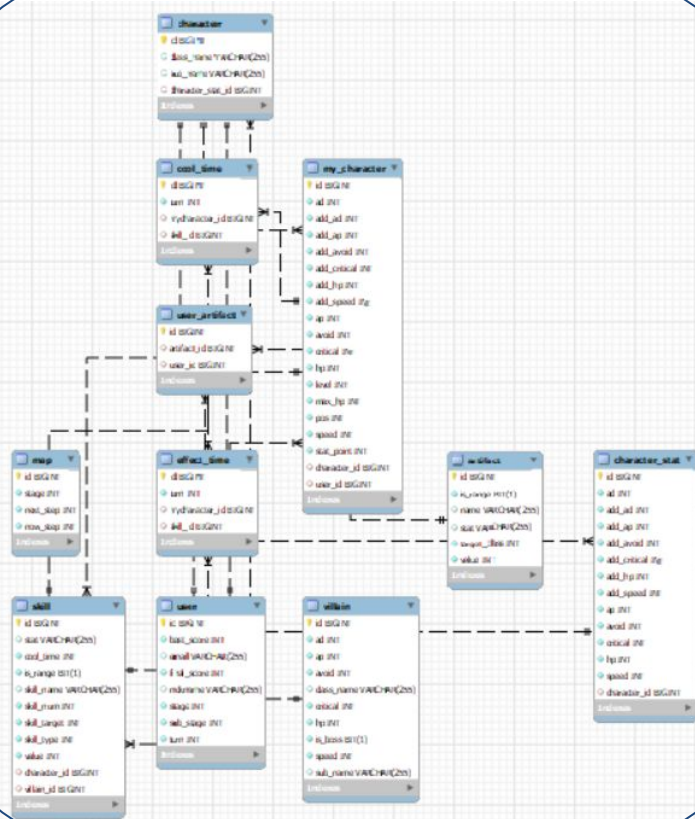 character
id BIGINT
class_name VARCHAR(255)
sub_name VARCHAR(255)
character_stat_id BIGINT
Indexes
cool_time
id BIGINT
turn INT
mycharacter_id BIGINT
skill_id BIGINT
Indexes
my_character
id BIGINT
ad INT
add_ad INT
add_ap INT
add_avoid INT
add_critical INT
add_hp INT
add_speed INT
ap INT
avoid INT
critical INT
hp INT
level INT
max_hp INT
pos INT
speed INT
stat_point INT
character_id BIGINT
user_id BIGINT
Indexes
user_artifact
id BIGINT
artifact_id BIGINT
user_id BIGINT
Indexes
map
id BIGINT
stage INT
next_step INT
now_step INT
Indexes
effect_time
id BIGINT
turn INT
mycharacter_id BIGINT
skill_id BIGINT
Indexes
artifact
id BIGINT
is_range BIT(1)
name VARCHAR(255)
stat VARCHAR(255)
INT
value INT
Indexes
character_stat
id BIGINT
ad INT
add_ad INT
add_ap INT
add_avoid INT
add_critical INT
add_hp INT
add_speed INT
ap INT
avoid INT
critical INT
hp INT
speed INT
character_id BIGINT
Indexes
skill
id BIGINT
stat VARCHAR(255)
cool_time INT
is_range BIT(1)
skill_name VARCHAR(255)
skill_num INT
skill_target INT
skill_type INT
value INT
character_id BIGINT
villain_id BIGINT
Indexes
user
id BIGINT
best_score INT
email VARCHAR(255)
INT
nickname VARCHAR(255)
stage INT
sub_stage INT
turn INT
Indexes
villain
id BIGINT
ad INT
ap INT
avoid INT
class_name VARCHAR(255)
critical INT
hp INT
is_boss BIT(1)
speed INT
sub_name VARCHAR(255)
Indexes